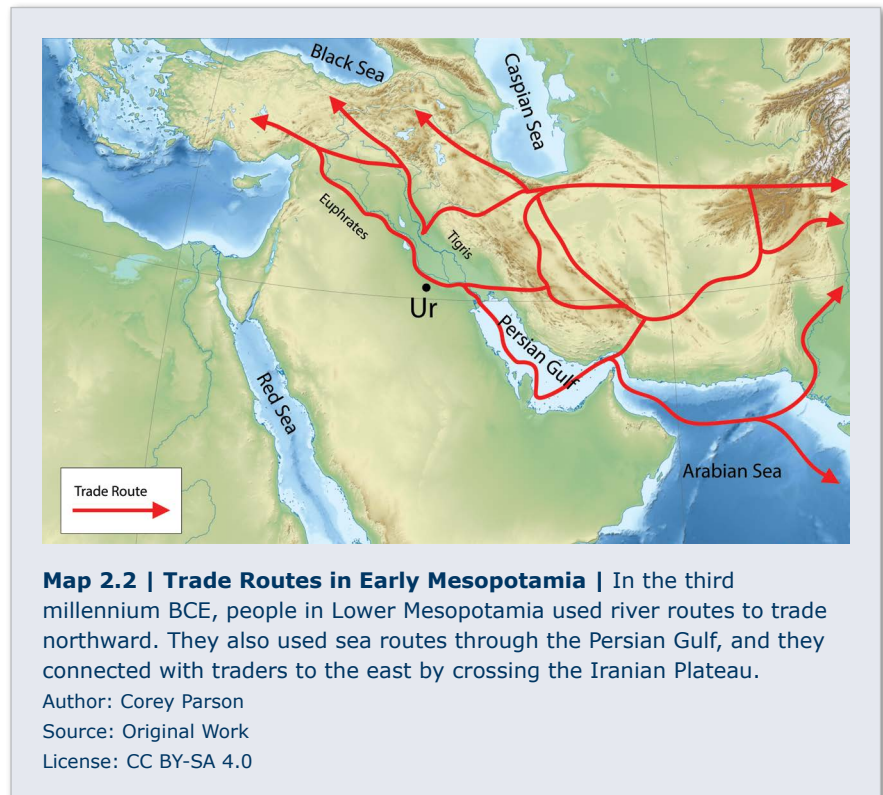 Black Sea
Caspian Sea
Euphrates
Tigris
Ur
Persian Gulf
Red Sea
Arabian Sea
Trade Route
Map 2.2 | Trade Routes in Early Mesopotamia | In the third
millennium BCE, people in Lower Mesopotamia used river routes to trade
northward. They also used sea routes through the Persian Gulf, and they
connected with traders to the east by crossing the Iranian Plateau.
Author: Corey Parson
Source: Original Work
License: CC BY-SA 4.0